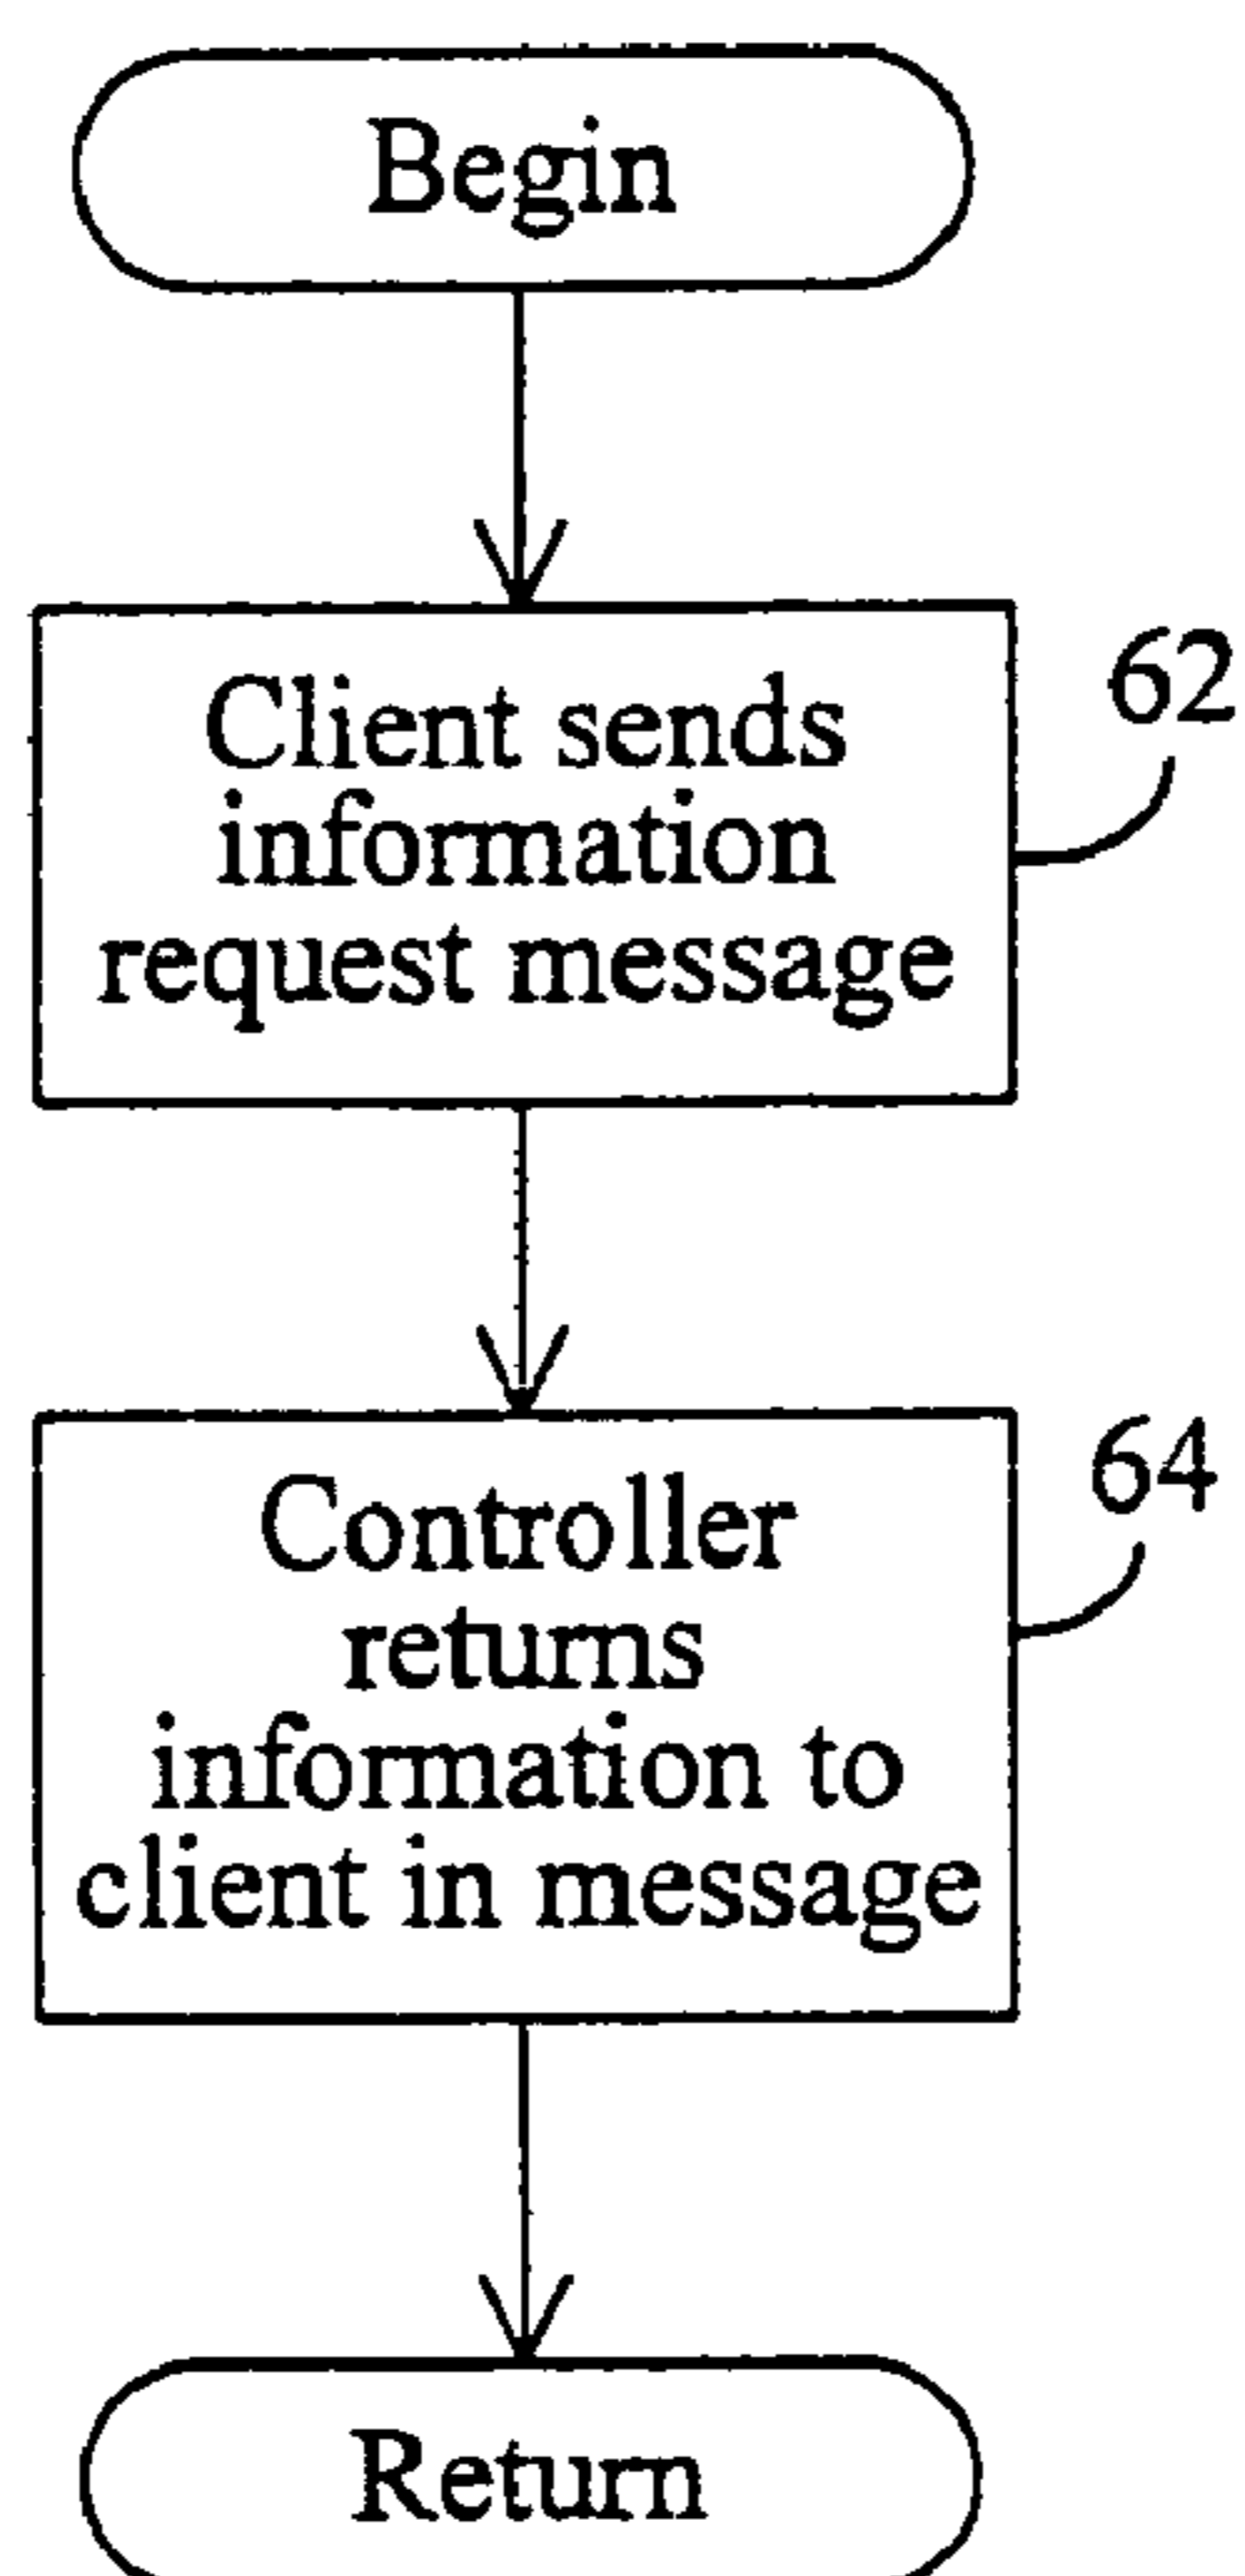 Begin
Client sends
information
request message
62
Controller
returns
information to
client in message
64
Return